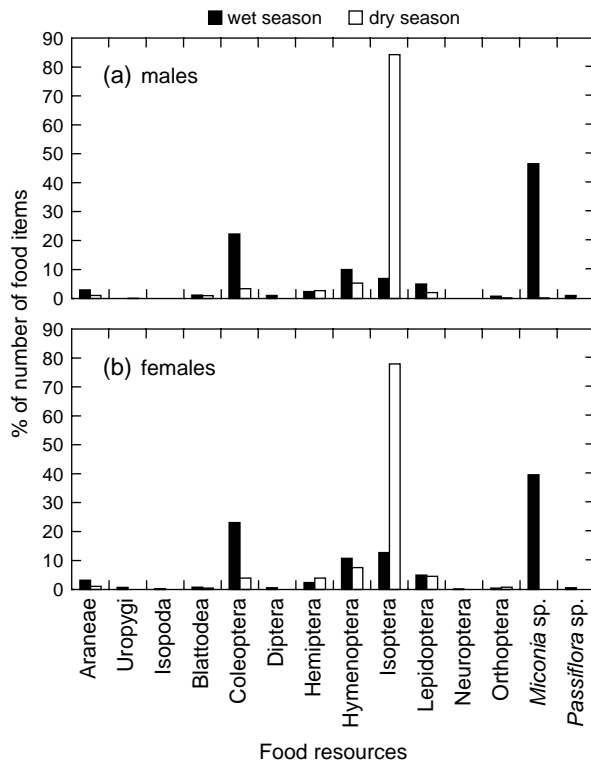 wet season dry season
% of number of food items
90
80
70
60
50
40
30
20
10
0
(a) males
90
80
70
60
50
40
30
20
10
0
(b) females
Araneae
Uropygi
Isopoda
Blattodea
Coleoptera
Diptera
Hemiptera
Hymenoptera
Isoptera
Lepidoptera
Neuroptera
Orthoptera
Miconia sp.
Passiflora sp.
Food resources